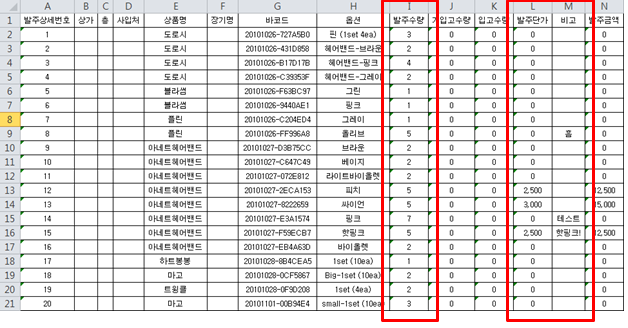 A B C D E F G H I J K L M N
1 발주상세번호 상가 층 사입처 상품명 장기명 바코드 옵션 발주수량 입고수량 입고수량 발주단가 비고 발주금액
2 1 도로시 20101026-727A5B0 핀 (1set 4ea) 3 0 0 0 0
3 2 도로시 20101026-431D858 헤어밴드-브라운 2 0 0 0 0
4 3 도로시 20101026-B17D17B 헤어밴드-핑크 4 0 0 0 0
5 4 도로시 20101026-C39353F 헤어밴드-그레이 2 0 0 0 0
6 5 블라썸 20101026-F63BC97 그린 1 0 0 0 0
7 6 블라썸 20101026-9440AE1 핑크 1 0 0 0 0
8 7 플린 20101026-C204ED4 그레이 1 0 0 0 0
9 8 플린 20101026-FF996A8 올리브 5 0 0 0 흠 0
10 9 아네트헤어밴드 20101027-D3B75CC 브라운 2 0 0 0 0
11 10 아네트헤어밴드 20101027-C647C49 베이지 2 0 0 0 0
12 11 아네트헤어밴드 20101027-072E812 라이트바이올렛 2 0 0 0 0
13 12 아네트헤어밴드 20101027-2ECA153 피치 5 0 0 2,500 12,500
14 13 아네트헤어밴드 20101027-8222659 싸이언 5 0 0 3,000 15,000
15 14 아네트헤어밴드 20101027-E3A1574 핑크 7 0 0 0 테스트 0
16 15 아네트헤어밴드 20101027-F59ECB7 핫핑크 5 0 0 2,500 핫핑크! 12,500
17 16 아네트헤어밴드 20101027-EB4A63D 바이올렛 2 0 0 0 0
18 17 하트봉봉 20101028-8B4CEA5 1set (10ea) 1 0 0 0 0
19 18 마고 20101028-0CF5867 Big-1set (10ea) 2 0 0 0 0
20 19 트윙클 20101028-0F9D208 1set (4ea) 2 0 0 0 0
21 20 마고 20101101-00B94E4 small-1set (10ea) 3 0 0 0 0